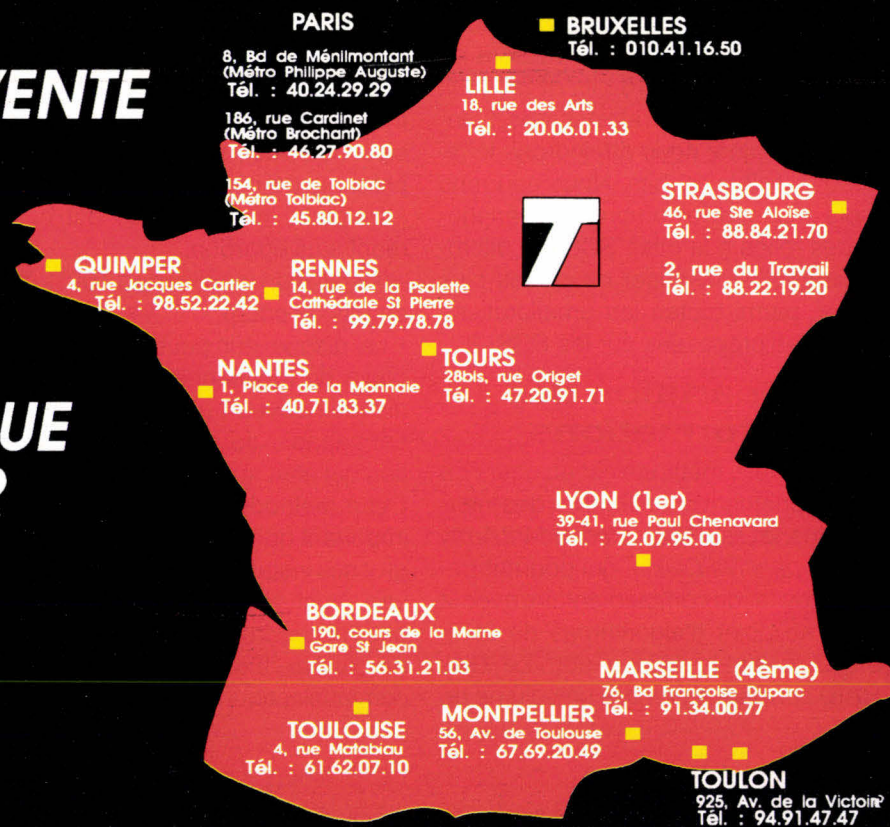 VENTE
UE
PARIS
8, Bd de Ménilmontant
(Métro Philippe Auguste)
Tél. : 40.24.29.29
186, rue Cardinet
(Métro Brochant)
Tél. : 46.27.90.80
154, rue de Tolbiac
(Métro Tolbiac)
Tél. : 45.80.12.12
BRUXELLES
Tél. : 010.41.16.50
LILLE
18, rue des Arts
Tél. : 20.06.01.33
STRASBOURG
46, rue Ste Aloïse
Tél. : 88.84.21.70
2, rue du Travail
Tél. : 88.22.19.20
T
QUIMPER
4, rue Jacques Cartier
Tél. : 98.52.22.42
RENNES
14, rue de la Psalette
Cathédrale St Pierre
Tél. : 99.79.78.78
NANTES
1, Place de la Monnaie
Tél. : 40.71.83.37
TOURS
28bis, rue Origet
Tél. : 47.20.91.71
LYON (1er)
39-41, rue Paul Chenavard
Tél. : 72.07.95.00
BORDEAUX
190, cours de la Marne
Gare St Jean
Tél. : 56.31.21.03
TOULOUSE
4, rue Matabiau
Tél. : 61.62.07.10
MONTPELLIER
56, Av. de Toulouse
Tél. : 67.69.20.49
MARSEILLE (4ème)
76, Bd Françoise Duparc
Tél. : 91.34.00.77
TOULON
925, Av. de la Victoire
Tél. : 94.91.47.47